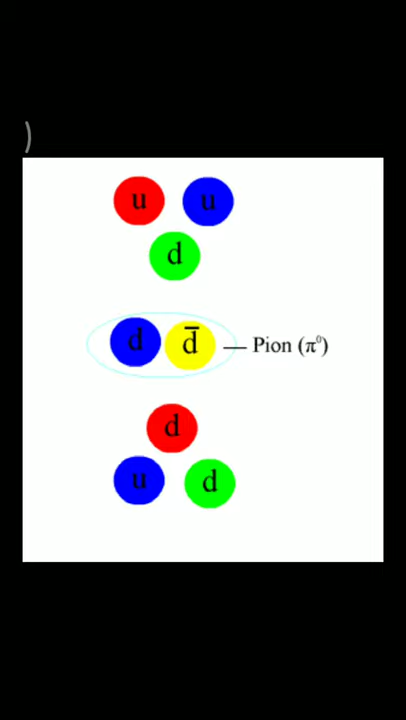 )
u u
d
d d̄ — Pion (π⁰)
d
u d